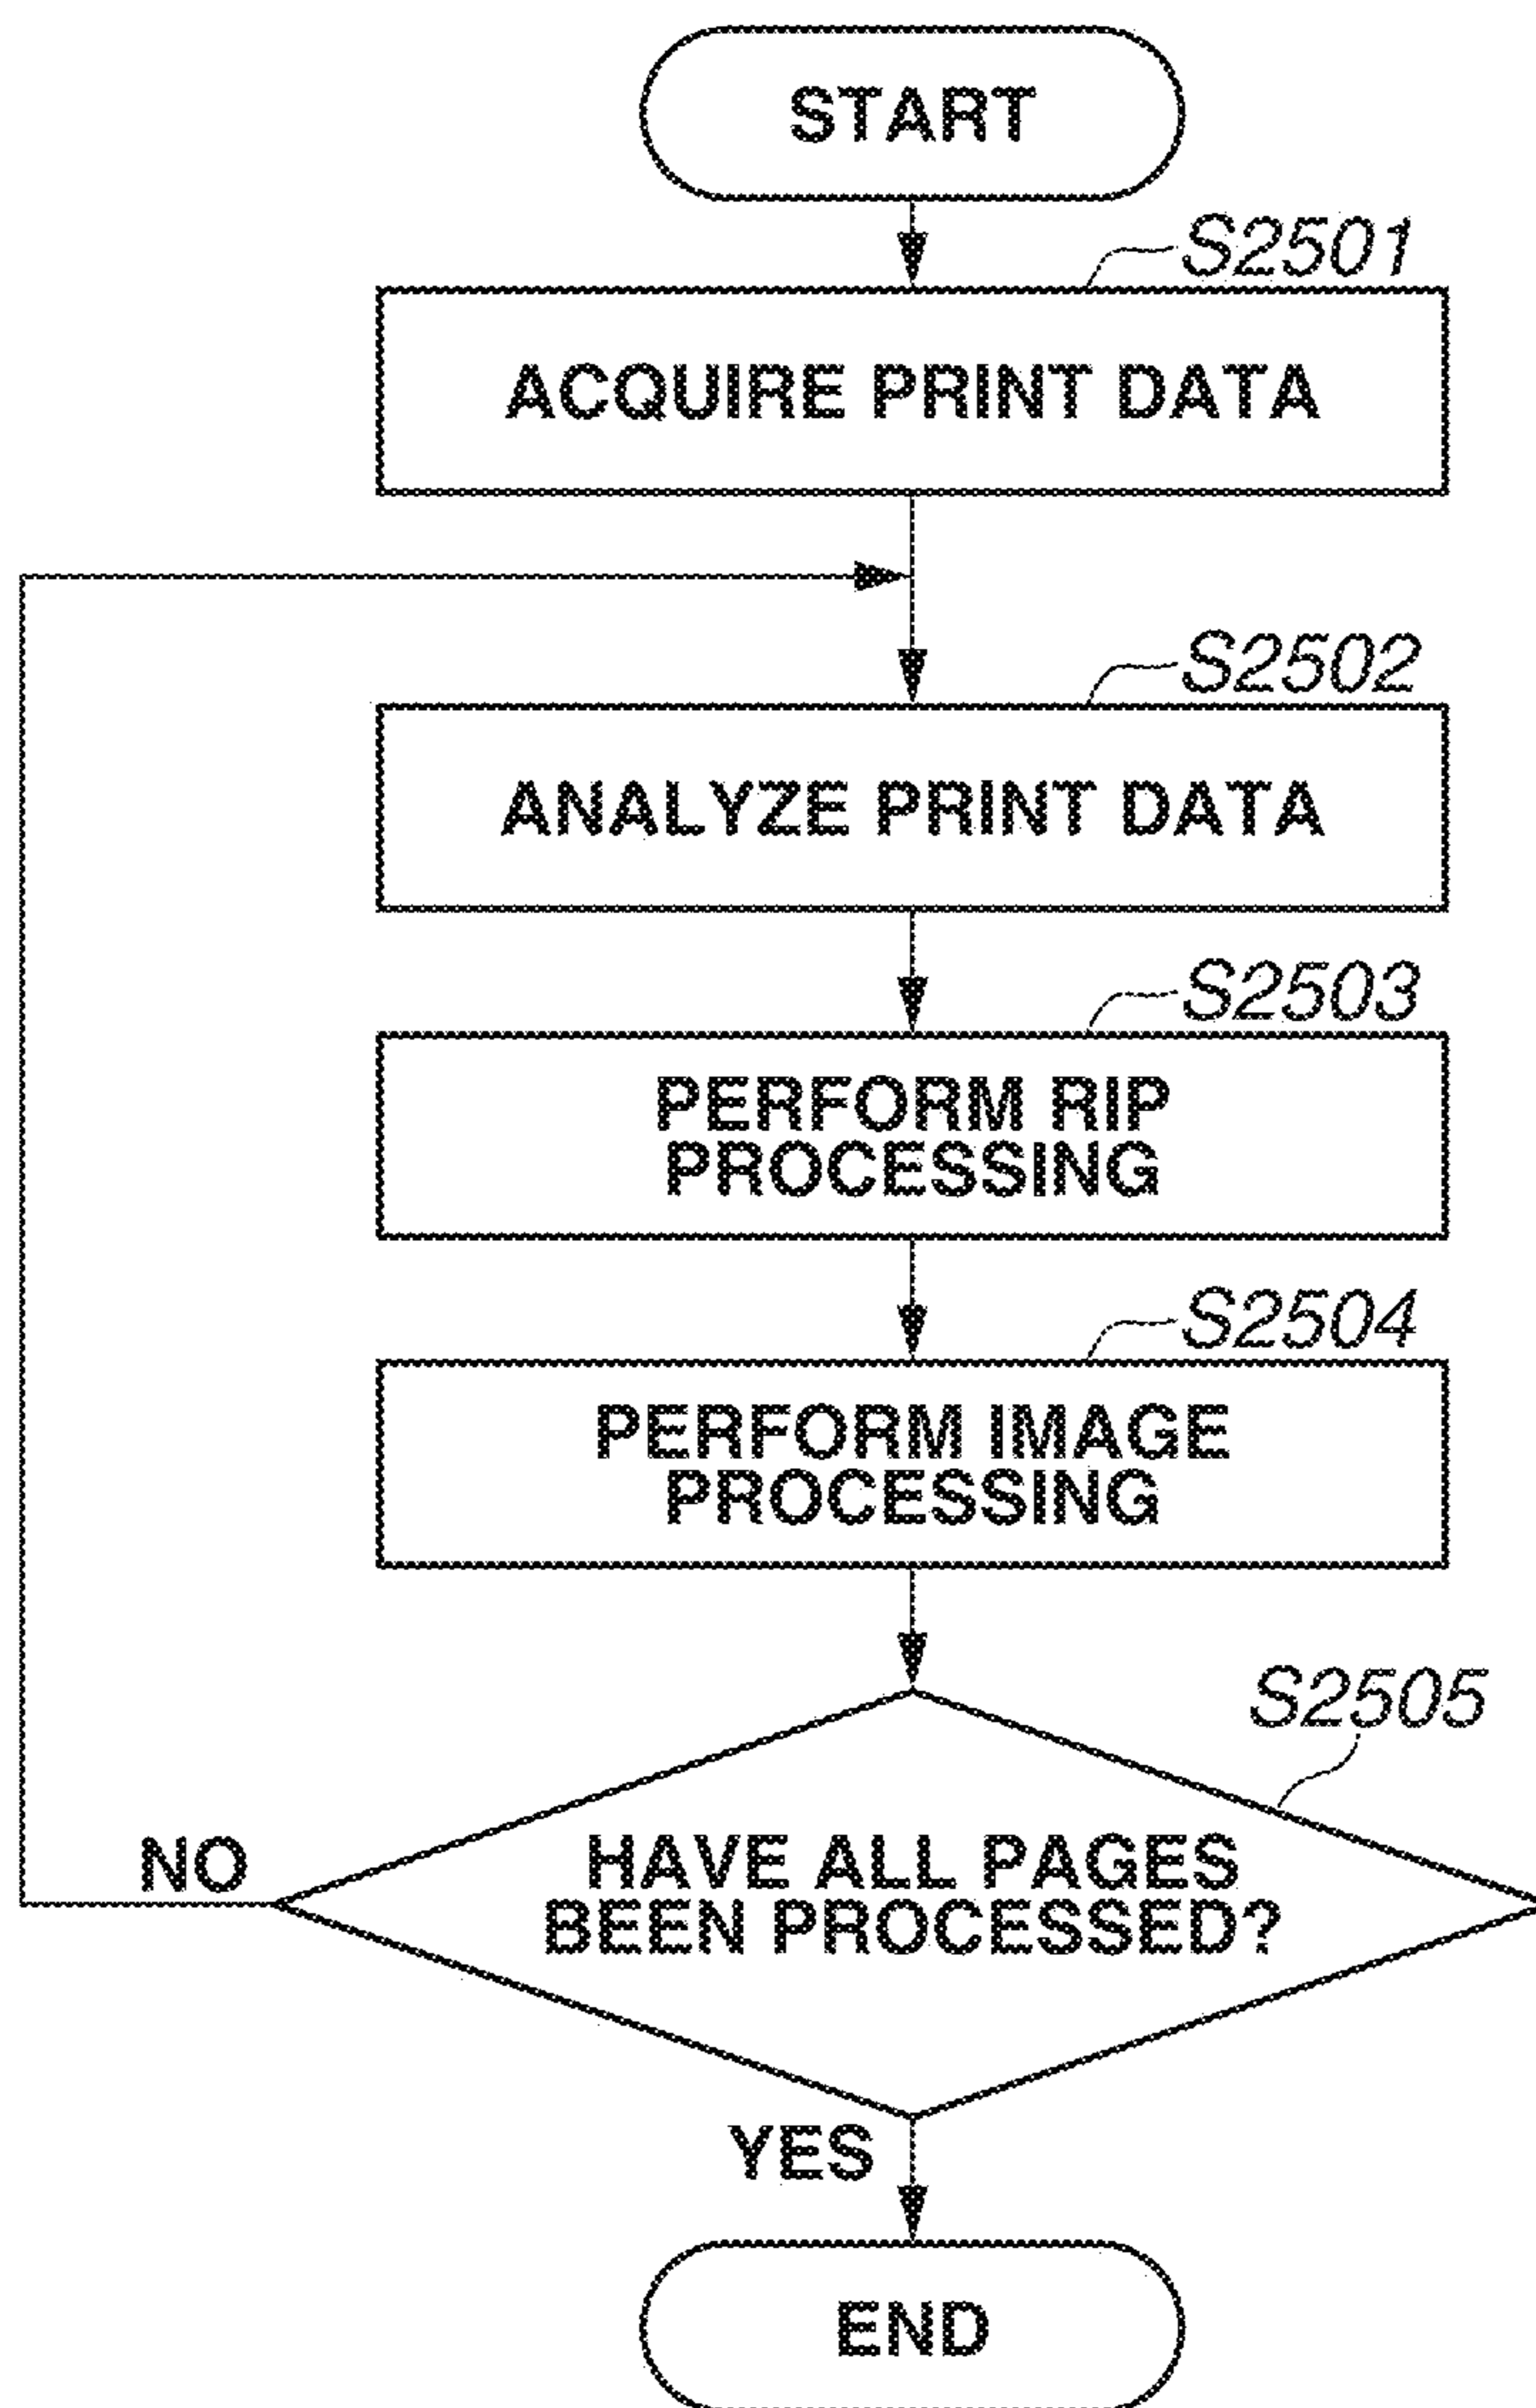 START
S2501
ACQUIRE PRINT DATA
S2502
ANALYZE PRINT DATA
S2503
PERFORM RIP
PROCESSING
S2504
PERFORM IMAGE
PROCESSING
S2505
HAVE ALL PAGES
BEEN PROCESSED?
NO
YES
END